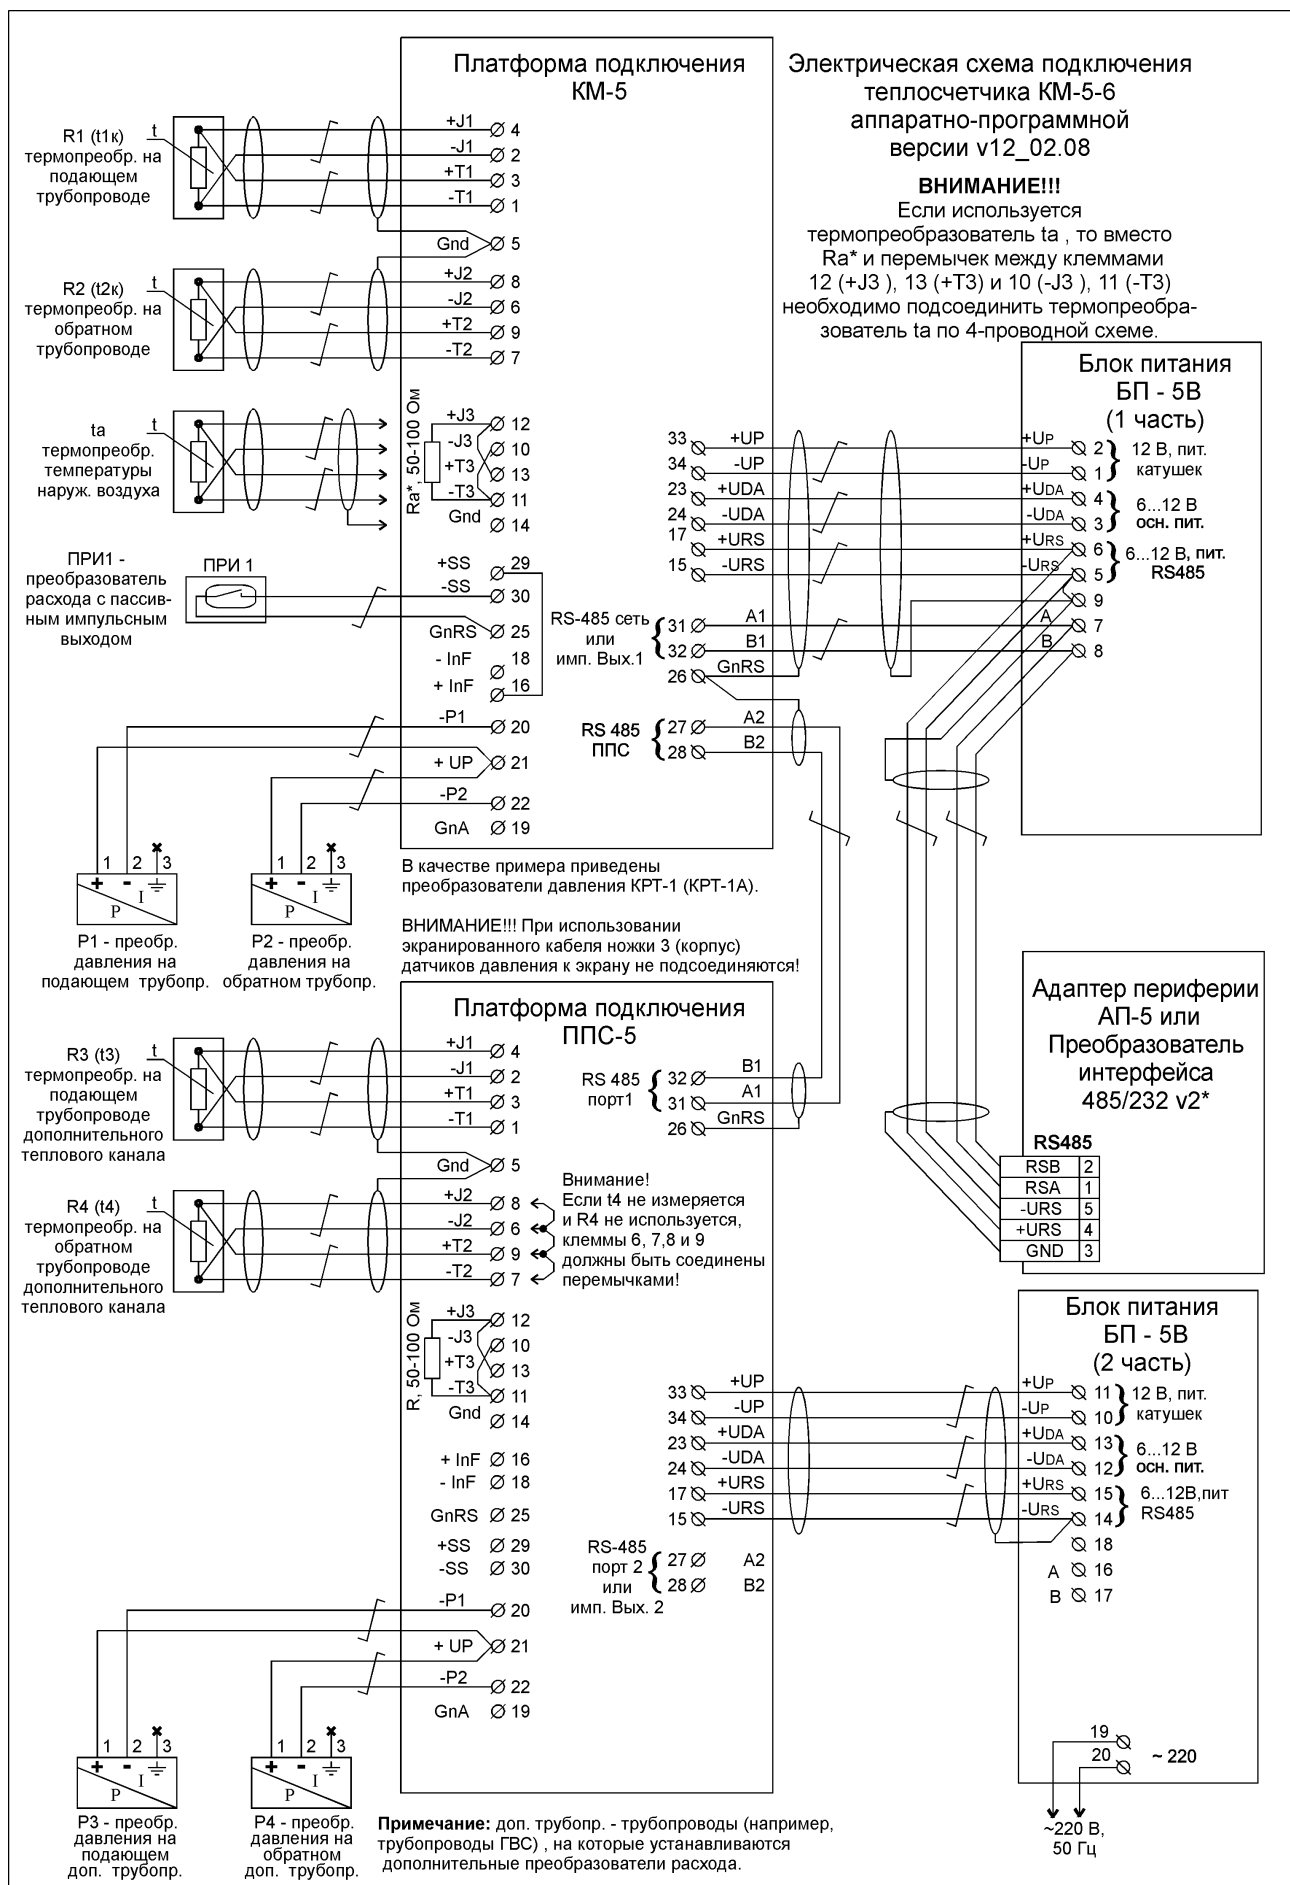 Платформа подключения
КМ-5
Электрическая схема подключения
теплосчетчика КМ-5-6
аппаратно-программной
версии v12_02.08
ВНИМАНИЕ!!!
Если используется
термопреобразователь ta , то вместо
Ra* и перемычек между клеммами
12 (+J3 ), 13 (+T3) и 10 (-J3 ), 11 (-T3)
необходимо подсоединить термопреобра-
зователь ta по 4-проводной схеме.
R1 (t1к)
термопреобр. на
подающем
трубопроводе
t
+J1 4
-J1 2
+T1 3
-T1 1
Gnd 5
R2 (t2к)
термопреобр. на
обратном
трубопроводе
t
+J2 8
-J2 6
+T2 9
-T2 7
ta
термопреобр.
температуры
наруж. воздуха
t
Ra*, 50-100 Ом
+J3 12
-J3 10
+T3 13
-T3 11
Gnd 14
ПРИ1 -
преобразователь
расхода с пассив-
ным импульсным
выходом
ПРИ 1
+SS 29
-SS 30
GnRS 25
- InF 18
+ InF 16
-P1 20
+ UP 21
-P2 22
GnA 19
33 +UP
34 -UP
23 +UDA
24 -UDA
17 +URS
15 -URS
RS-485 сеть
или
имп. Вых.1
31 A1
32 B1
26 GnRS
RS 485
ППС
27 A2
28 B2
Блок питания
БП - 5В
(1 часть)
+UP 2
-UP 1
12 В, пит.
катушек
+UDA 4
-UDA 3
6...12 В
осн. пит.
+URS 6
-URS 5
6...12 В, пит.
RS485
9
A 7
B 8
1 2 3
+ -
P I
P1 - преобр.
давления на
подающем трубопр.
1 2 3
+ -
P I
P2 - преобр.
давления на
обратном трубопр.
В качестве примера приведены
преобразователи давления КРТ-1 (КРТ-1А).
ВНИМАНИЕ!!! При использовании
экранированного кабеля ножки 3 (корпус)
датчиков давления к экрану не подсоединяются!
Платформа подключения
ППС-5
R3 (t3)
термопреобр. на
подающем
трубопроводе
дополнительного
теплового канала
t
+J1 4
-J1 2
+T1 3
-T1 1
Gnd 5
RS 485
порт1
32 B1
31 A1
26 GnRS
R4 (t4)
термопреобр. на
обратном
трубопроводе
дополнительного
теплового канала
t
+J2 8
-J2 6
+T2 9
-T2 7
Внимание!
Если t4 не измеряется
и R4 не используется,
клеммы 6, 7,8 и 9
должны быть соединены
перемычками!
R, 50-100 Ом
+J3 12
-J3 10
+T3 13
-T3 11
Gnd 14
+ InF 16
- InF 18
GnRS 25
+SS 29
-SS 30
-P1 20
+ UP 21
-P2 22
GnA 19
33 +UP
34 -UP
23 +UDA
24 -UDA
17 +URS
15 -URS
RS-485
порт 2
или
имп. Вых. 2
27 A2
28 B2
Адаптер периферии
АП-5 или
Преобразователь
интерфейса
485/232 v2*
RS485
RSB 2
RSA 1
-URS 5
+URS 4
GND 3
Блок питания
БП - 5В
(2 часть)
+UP 11
-UP 10
12 В, пит.
катушек
+UDA 13
-UDA 12
6...12 В
осн. пит.
+URS 15
-URS 14
6...12В,пит
RS485
18
A 16
B 17
19
20
~ 220
~220 В,
50 Гц
1 2 3
+ -
P I
P3 - преобр.
давления на
подающем
доп. трубопр.
1 2 3
+ -
P I
P4 - преобр.
давления на
обратном
доп. трубопр.
Примечание: доп. трубопр. - трубопроводы (например,
трубопроводы ГВС) , на которые устанавливаются
дополнительные преобразователи расхода.